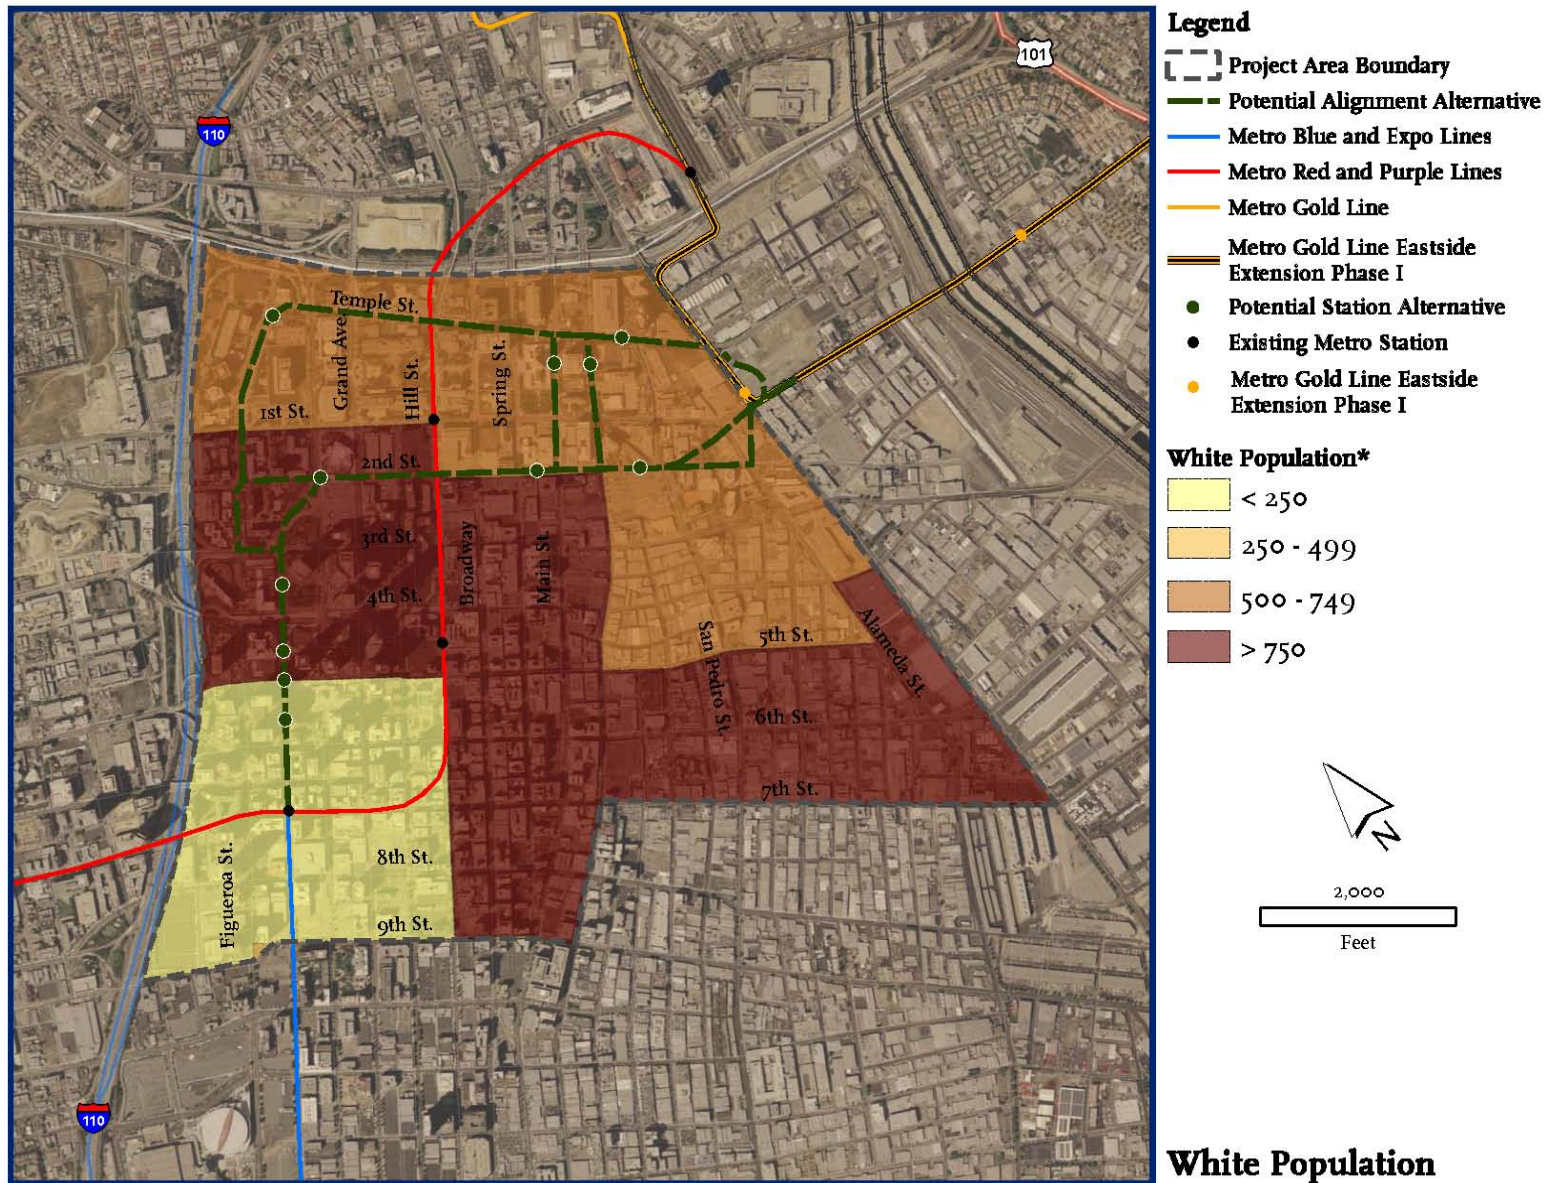 110
101
Temple St.
Grand Ave.
Hill St.
Spring St.
1st St.
2nd St.
3rd St.
4th St.
Broadway
Main St.
San Pedro St.
5th St.
Alameda St.
6th St.
7th St.
8th St.
9th St.
Figueroa St.
110
Legend
Project Area Boundary
Potential Alignment Alternative
Metro Blue and Expo Lines
Metro Red and Purple Lines
Metro Gold Line
Metro Gold Line Eastside
Extension Phase I
Potential Station Alternative
Existing Metro Station
Metro Gold Line Eastside
Extension Phase I
White Population*
< 250
250 - 499
500 - 749
> 750
N
2,000
Feet
White Population